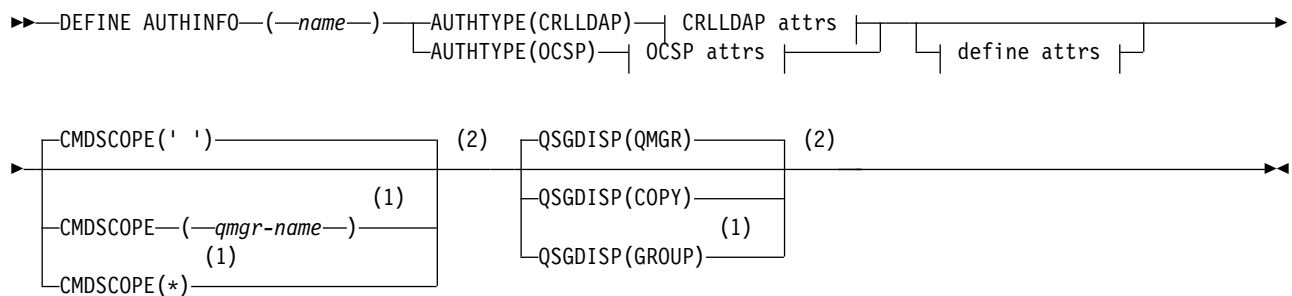 DEFINE AUTHINFO ( name ) AUTHTYPE(CRLLDAP) CRLLDAP attrs
AUTHTYPE(OCSP) OCSP attrs define attrs
CMDSCOPE(' ') (2) QSGDISP(QMGR) (2)
(1) QSGDISP(COPY)
CMDSCOPE ( qmgr-name ) (1)
(1) QSGDISP(GROUP)
CMDSCOPE(*)